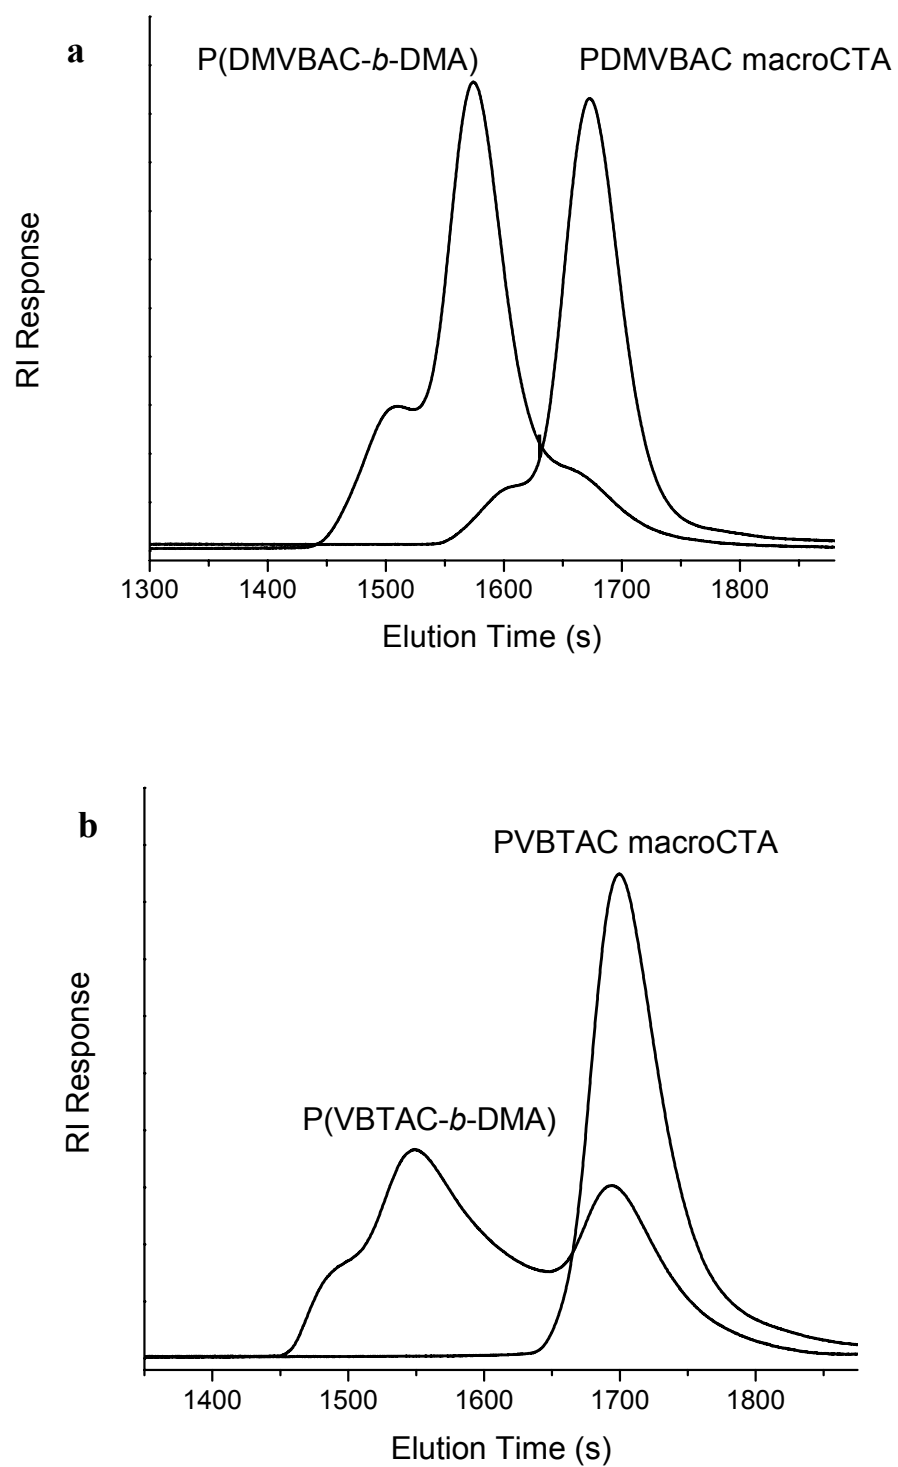 a
P(DMVBAC-b-DMA)
PDMVBAC macroCTA
RI Response
1300 1400 1500 1600 1700 1800
Elution Time (s)
b
PVBTAC macroCTA
P(VBTAC-b-DMA)
RI Response
1400 1500 1600 1700 1800
Elution Time (s)